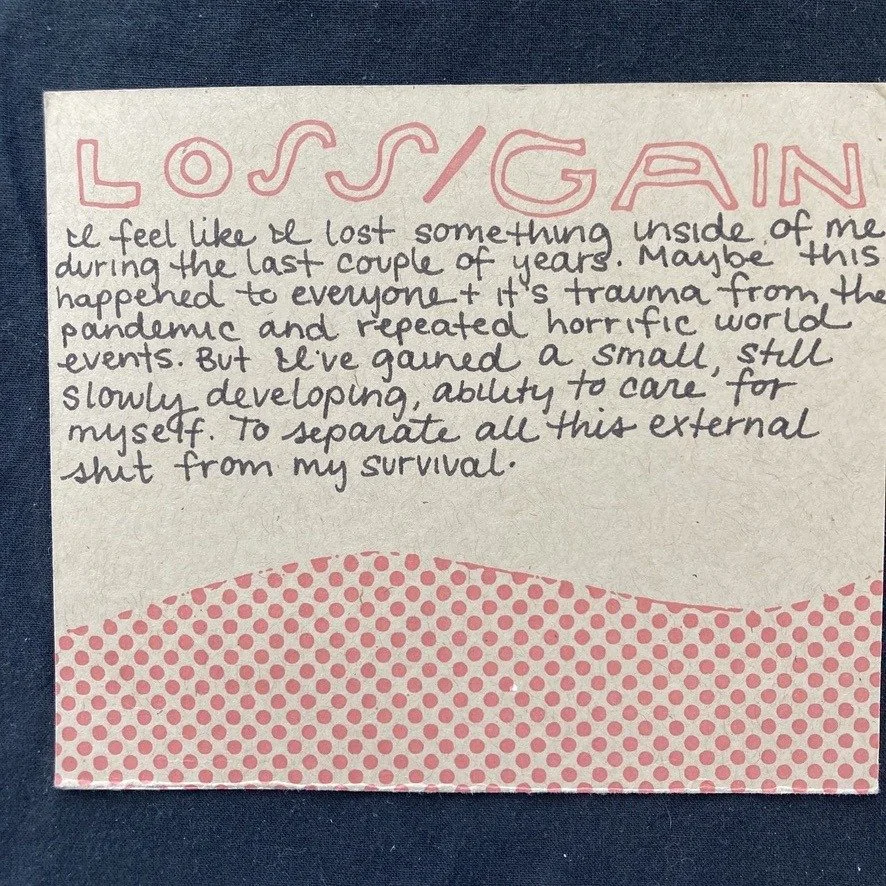 LOSS/GAIN
I feel like I lost something inside of me
during the last couple of years. Maybe this
happened to everyone + it's trauma from the
pandemic and repeated horrific world
events. But I've gained a small, still
slowly developing, ability to care for
myself. To separate all this external
shit from my survival.